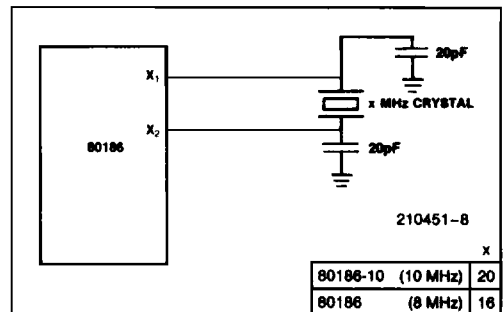 X₁
20pF
x MHz CRYSTAL
X₂
80186
20pF
210451-8
x
80186-10 (10 MHz) 20
80186 (8 MHz) 16